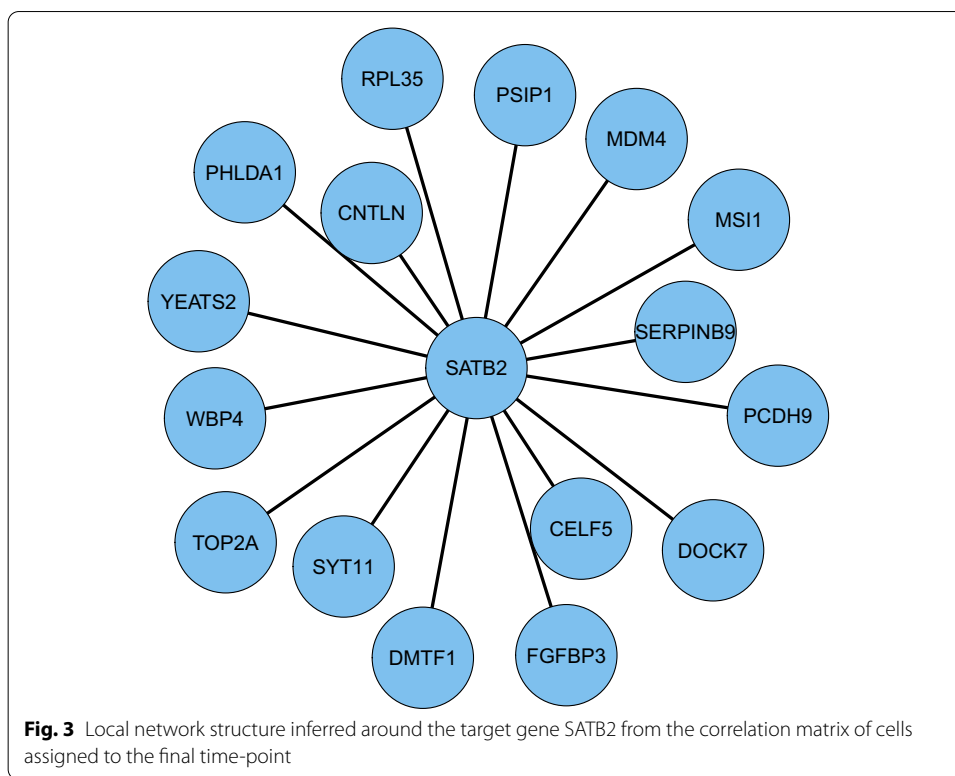 RPL35
PSIP1
MDM4
PHLDA1
CNTLN
MSI1
YEATS2
SERPINB9
SATB2
WBP4
PCDH9
TOP2A
CELF5
DOCK7
SYT11
DMTF1
FGFBP3
Fig. 3 Local network structure inferred around the target gene SATB2 from the correlation matrix of cells
assigned to the final time-point